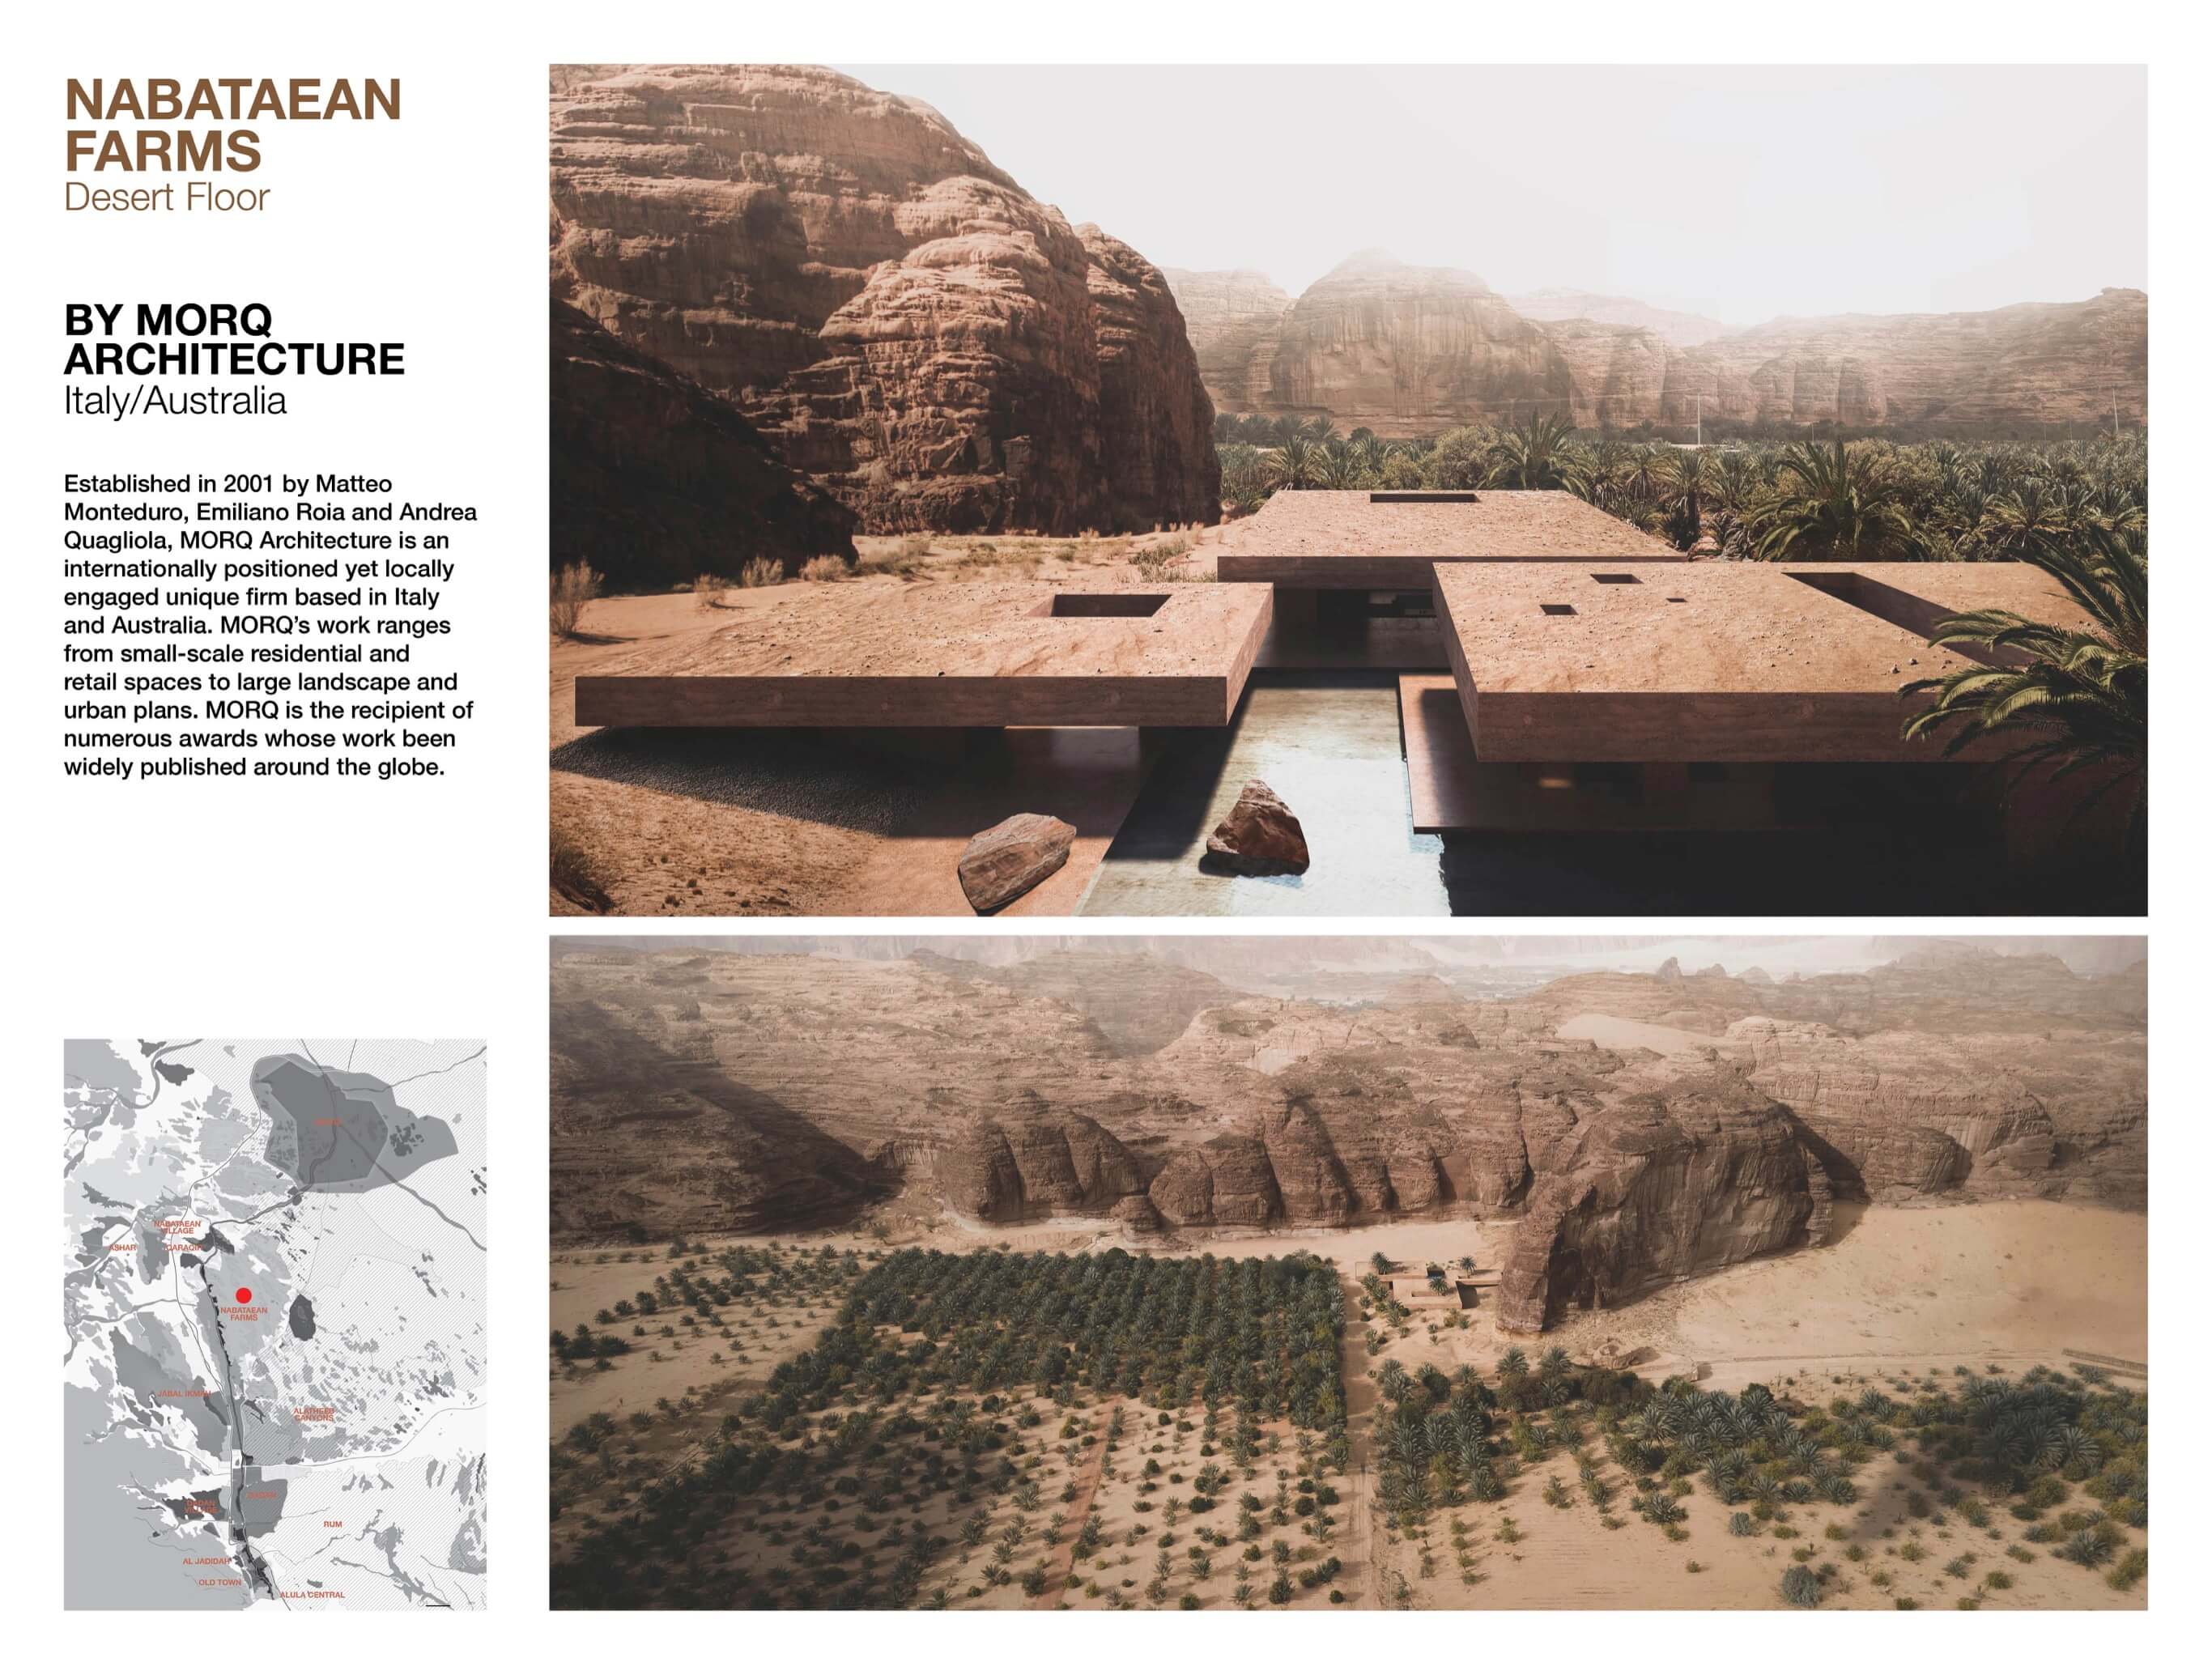 NABATAEAN
FARMS
Desert Floor
BY MORQ
ARCHITECTURE
Italy/Australia
Established in 2001 by Matteo
Monteduro, Emiliano Roia and Andrea
Quagliola, MORQ Architecture is an
internationally positioned yet locally
engaged unique firm based in Italy
and Australia. MORQ’s work ranges
from small-scale residential and
retail spaces to large landscape and
urban plans. MORQ is the recipient of
numerous awards whose work been
widely published around the globe.
NABATAEAN
VILLAGE
ASHAR
QARAQIR
NABATAEAN
FARMS
JABAL IKMAH
ALATHEEB
CANYONS
RUM
AL JADIDAH
OLD TOWN
ALULA CENTRAL